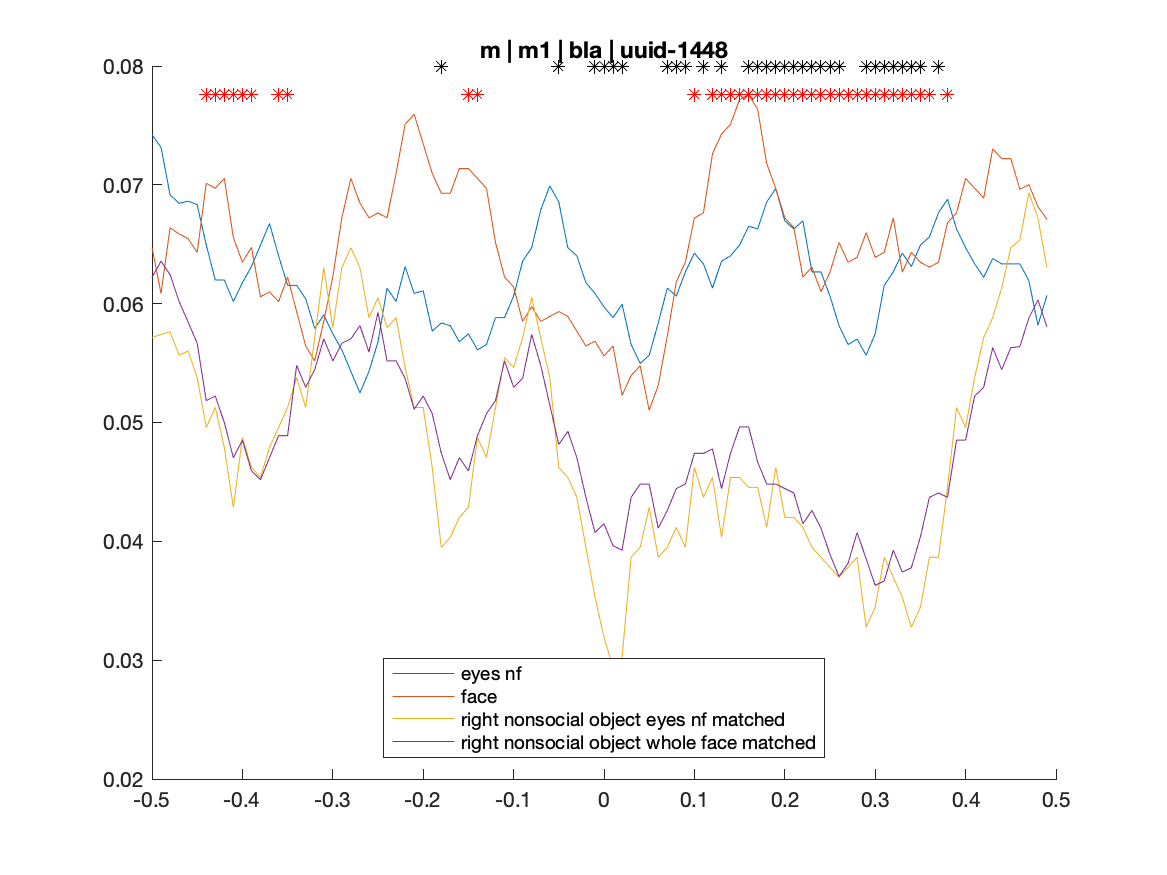 m | m1 | bla | uuid-1448
0.08
0.07
0.06
0.05
0.04
0.03
0.02
eyes nf
face
right nonsocial object eyes nf matched
right nonsocial object whole face matched
-0.5 -0.4 -0.3 -0.2 -0.1 0 0.1 0.2 0.3 0.4 0.5